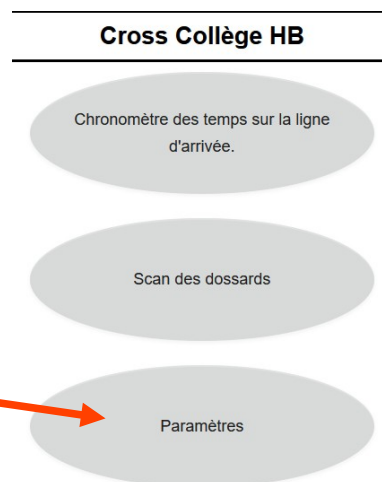 Cross Collège HB
Chronomètre des temps sur la ligne
d'arrivée.
Scan des dossards
Paramètres